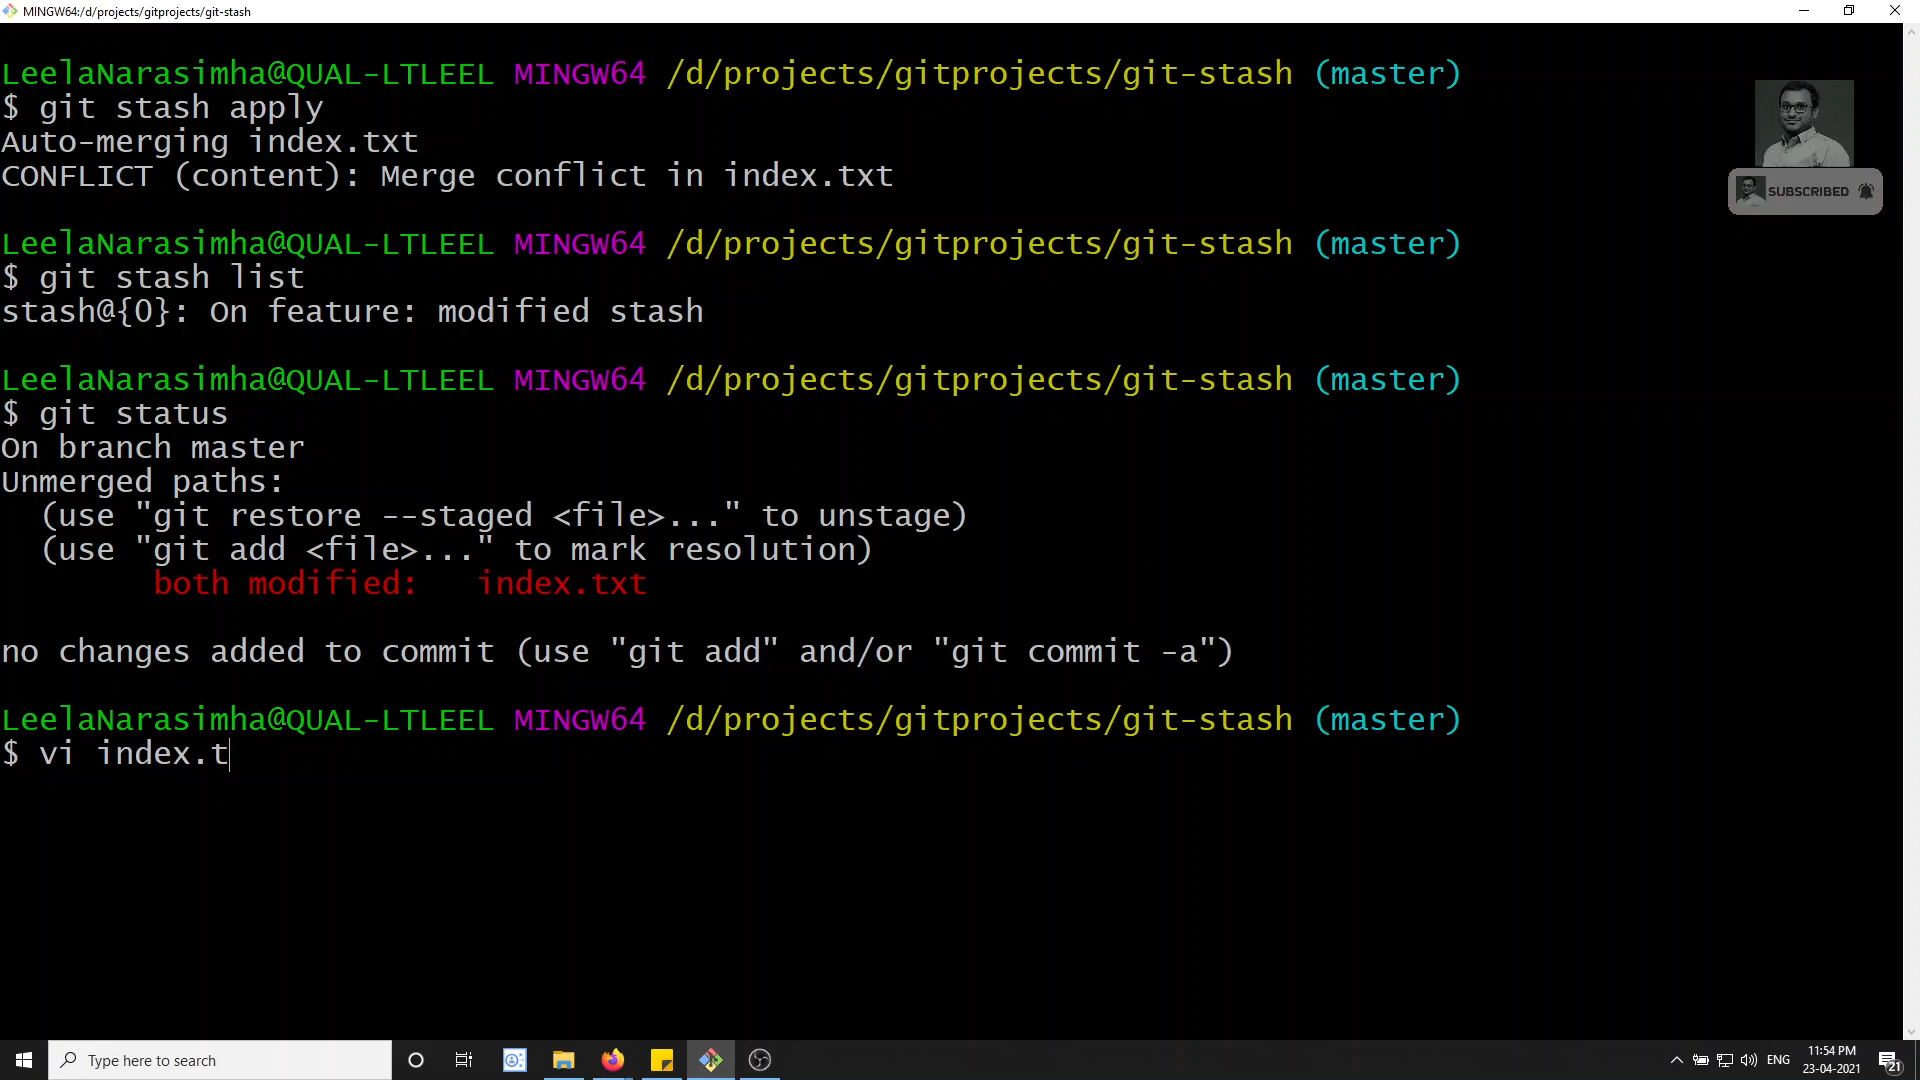 MINGW64:/d/projects/gitprojects/git-stash
LeelaNarasimha@QUAL-LTLEEL MINGW64 /d/projects/gitprojects/git-stash (master)
$ git stash apply
Auto-merging index.txt
CONFLICT (content): Merge conflict in index.txt
SUBSCRIBED
LeelaNarasimha@QUAL-LTLEEL MINGW64 /d/projects/gitprojects/git-stash (master)
$ git stash list
stash@{0}: On feature: modified stash
LeelaNarasimha@QUAL-LTLEEL MINGW64 /d/projects/gitprojects/git-stash (master)
$ git status
On branch master
Unmerged paths:
  (use "git restore --staged <file>..." to unstage)
  (use "git add <file>..." to mark resolution)
        both modified:   index.txt
no changes added to commit (use "git add" and/or "git commit -a")
LeelaNarasimha@QUAL-LTLEEL MINGW64 /d/projects/gitprojects/git-stash (master)
$ vi index.t
Type here to search
ENG
11:54 PM
23-04-2021
21